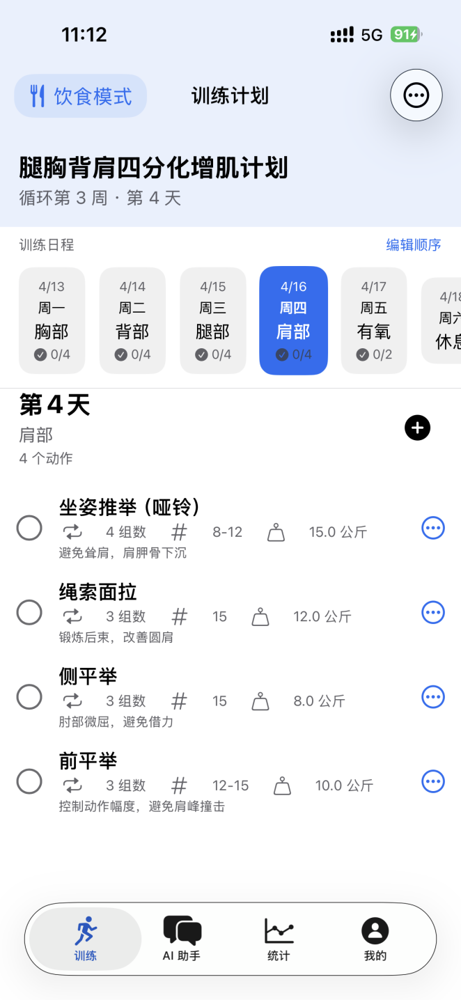 11:12
5G
91
饮食模式
训练计划
腿胸背肩四分化增肌计划
循环第 3 周 · 第 4 天
训练日程
编辑顺序
4/13
周一
胸部
0/4
4/14
周二
背部
0/4
4/15
周三
腿部
0/4
4/16
周四
肩部
0/4
4/17
周五
有氧
0/2
4/18
周六
休息
第 4 天
肩部
4 个动作
坐姿推举（哑铃）
4 组数 # 8-12 15.0 公斤
避免耸肩，肩胛骨下沉
绳索面拉
3 组数 # 15 12.0 公斤
锻炼后束，改善圆肩
侧平举
3 组数 # 15 8.0 公斤
肘部微屈，避免借力
前平举
3 组数 # 12-15 10.0 公斤
控制动作幅度，避免肩峰撞击
训练
AI 助手
统计
我的